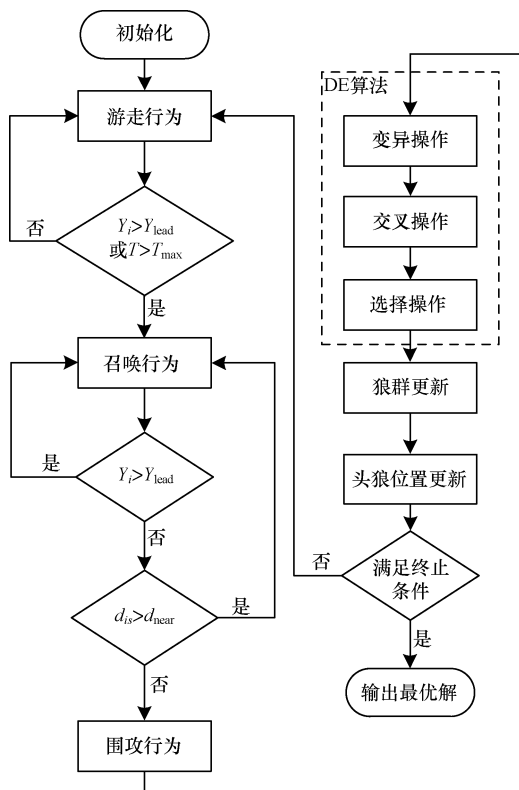 初始化
游走行为
Yi>Ylead
或T>Tmax
否
是
召唤行为
Yi>Ylead
是
否
dis>dnear
是
否
围攻行为
DE算法
变异操作
交叉操作
选择操作
狼群更新
头狼位置更新
满足终止
条件
否
是
输出最优解